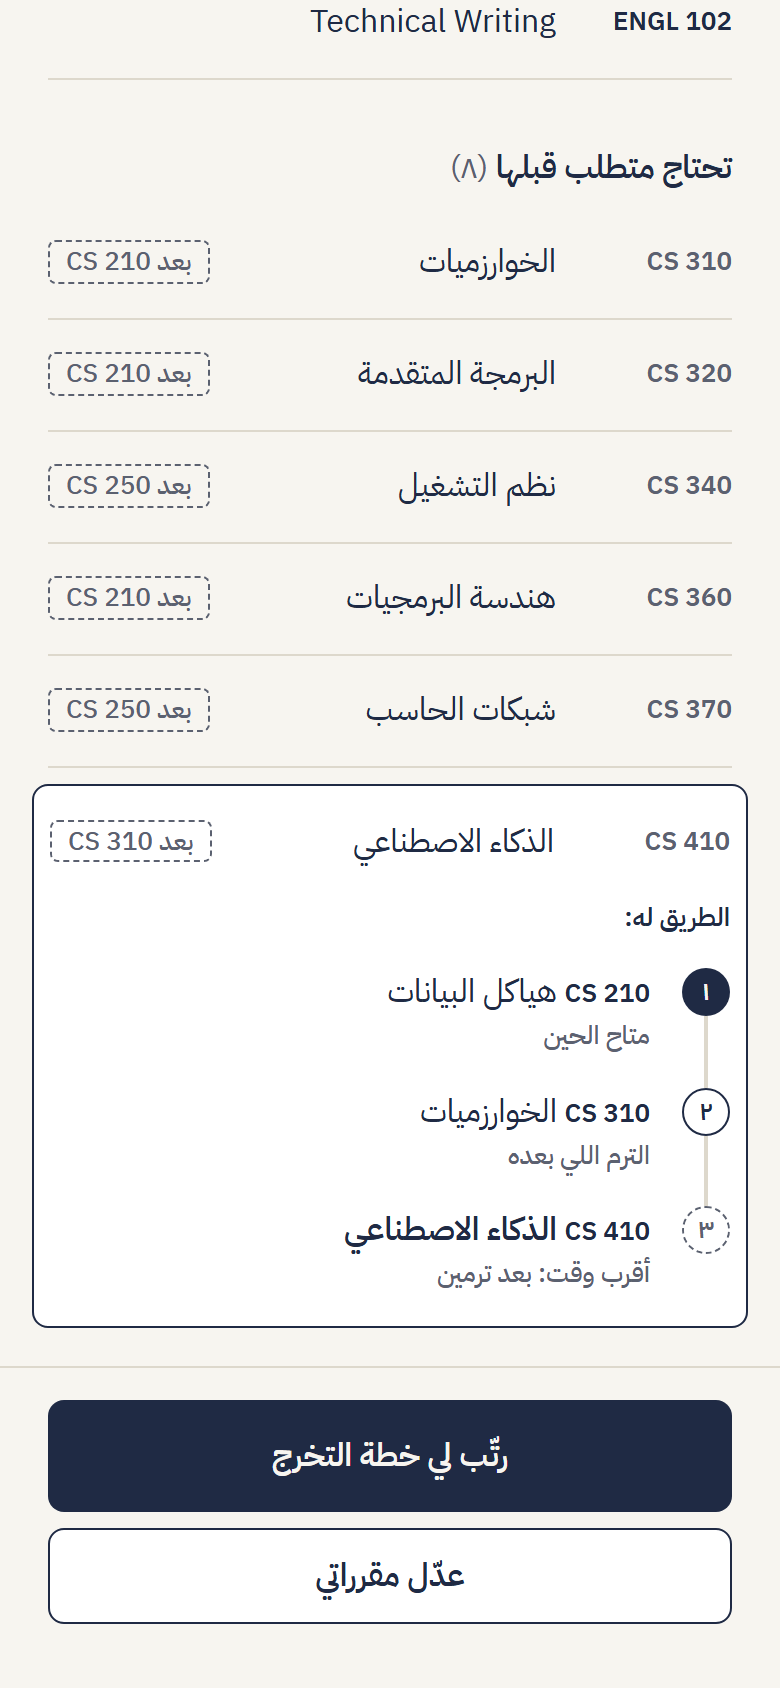 ENGL 102 Technical Writing
تحتاج متطلب قبلها (٨)
CS 310 الخوارزميات بعد CS 210
CS 320 البرمجة المتقدمة بعد CS 210
CS 340 نظم التشغيل بعد CS 250
CS 360 هندسة البرمجيات بعد CS 210
CS 370 شبكات الحاسب بعد CS 250
CS 410 الذكاء الاصطناعي بعد CS 310
الطريق له:
١ CS 210 هياكل البيانات
متاح الحين
٢ CS 310 الخوارزميات
الترم اللي بعده
٣ CS 410 الذكاء الاصطناعي
أقرب وقت: بعد ترمين
رتّب لي خطة التخرج
عدّل مقرراتي